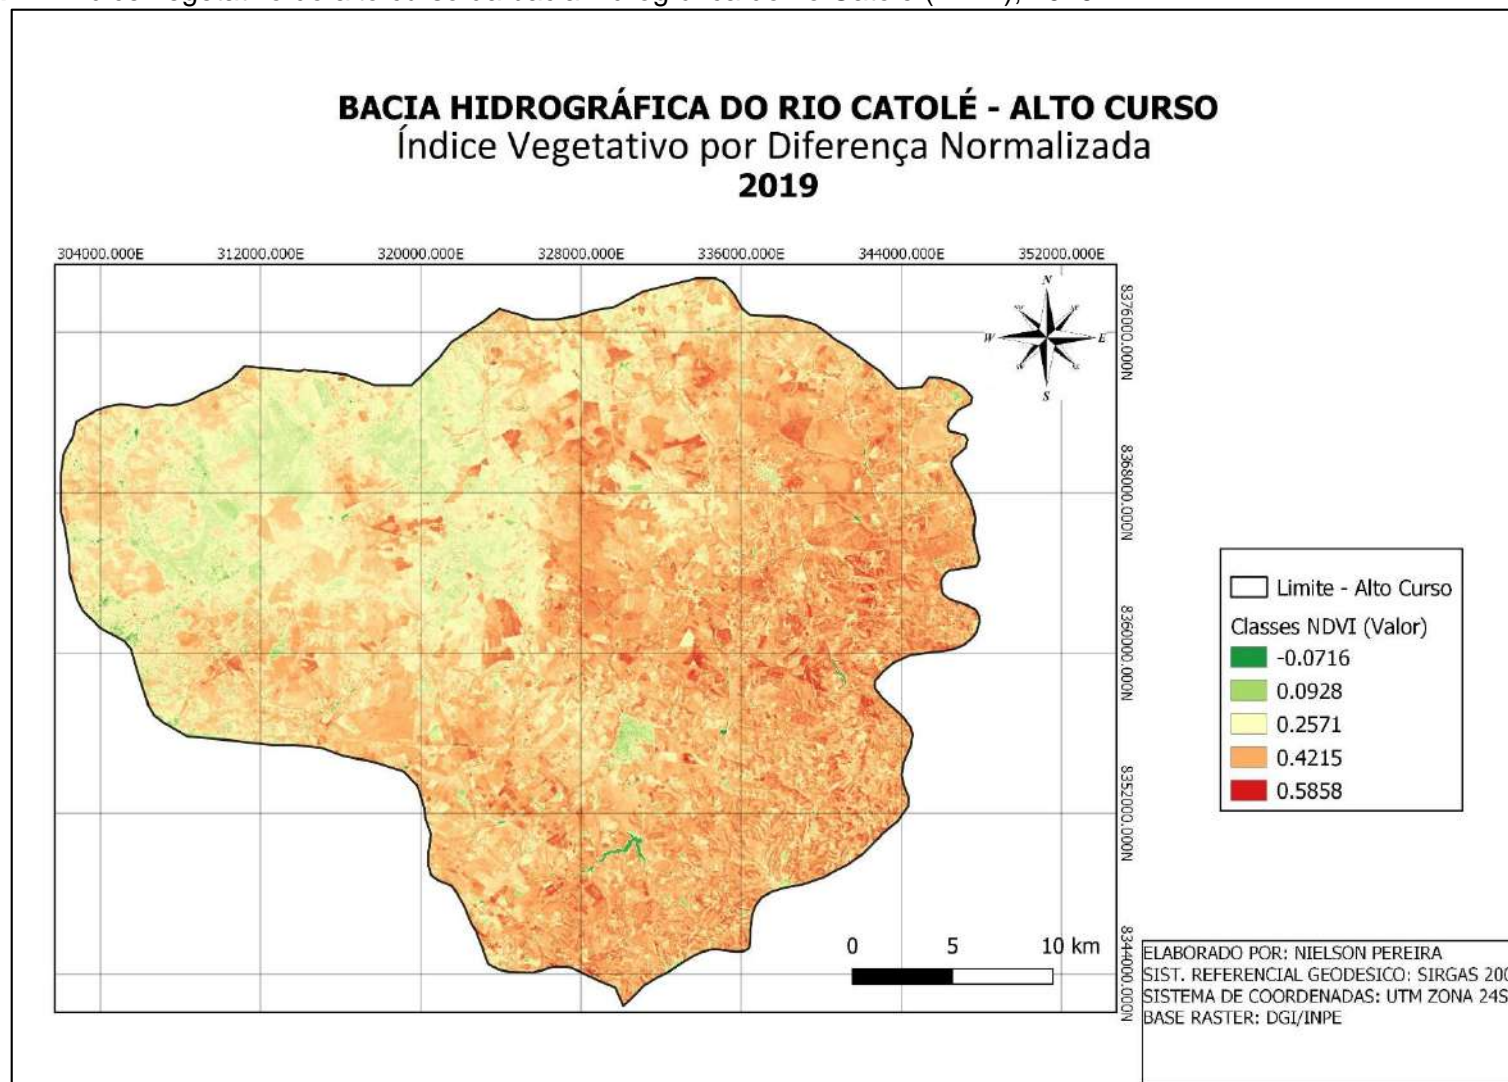 BACIA HIDROGRÁFICA DO RIO CATOLÉ - ALTO CURSO
Índice Vegetativo por Diferença Normalizada
2019
304000.000E 312000.000E 320000.000E 328000.000E 336000.000E 344000.000E 352000.000E
N
W E
S
8376000.000N
8368000.000N
8360000.000N
8352000.000N
8344000.000N
Limite - Alto Curso
Classes NDVI (Valor)
-0.0716
0.0928
0.2571
0.4215
0.5858
0 5 10 km
ELABORADO POR: NIELSON PEREIRA
SIST. REFERENCIAL GEODESICO: SIRGAS 200
SISTEMA DE COORDENADAS: UTM ZONA 24S
BASE RASTER: DGI/INPE